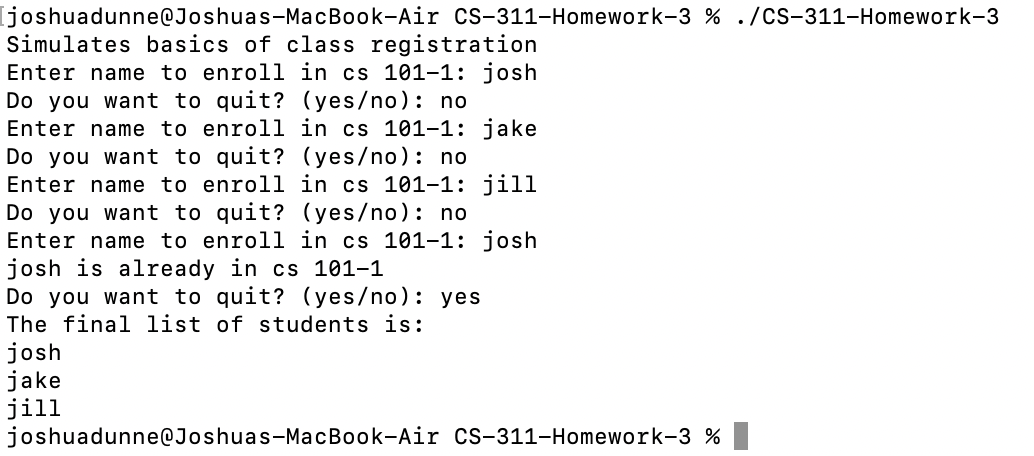 [joshuadunne@Joshuas-MacBook-Air CS-311-Homework-3 % ./CS-311-Homework-3
Simulates basics of class registration
Enter name to enroll in cs 101-1: josh
Do you want to quit? (yes/no): no
Enter name to enroll in cs 101-1: jake
Do you want to quit? (yes/no): no
Enter name to enroll in cs 101-1: jill
Do you want to quit? (yes/no): no
Enter name to enroll in cs 101-1: josh
josh is already in cs 101-1
Do you want to quit? (yes/no): yes
The final list of students is:
josh
jake
jill
joshuadunne@Joshuas-MacBook-Air CS-311-Homework-3 %